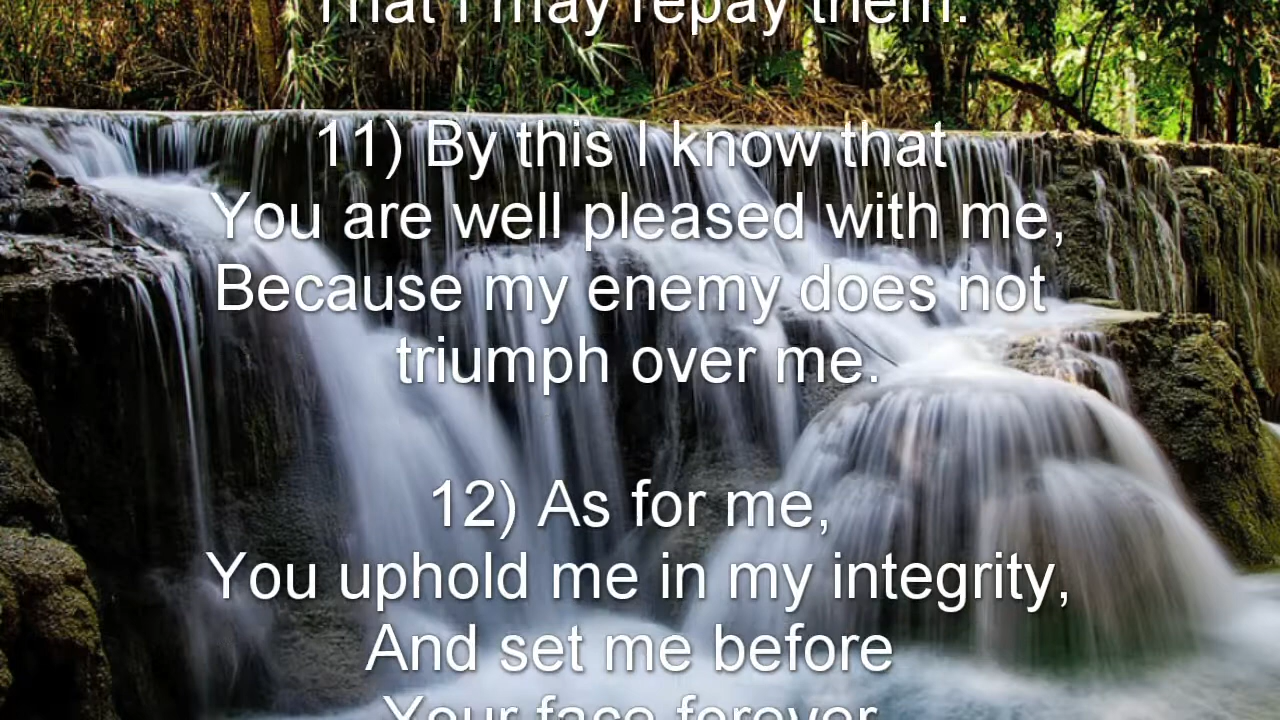 That I may repay them.
11) By this I know that
You are well pleased with me,
Because my enemy does not
triumph over me.
12) As for me,
You uphold me in my integrity,
And set me before
Your face forever.